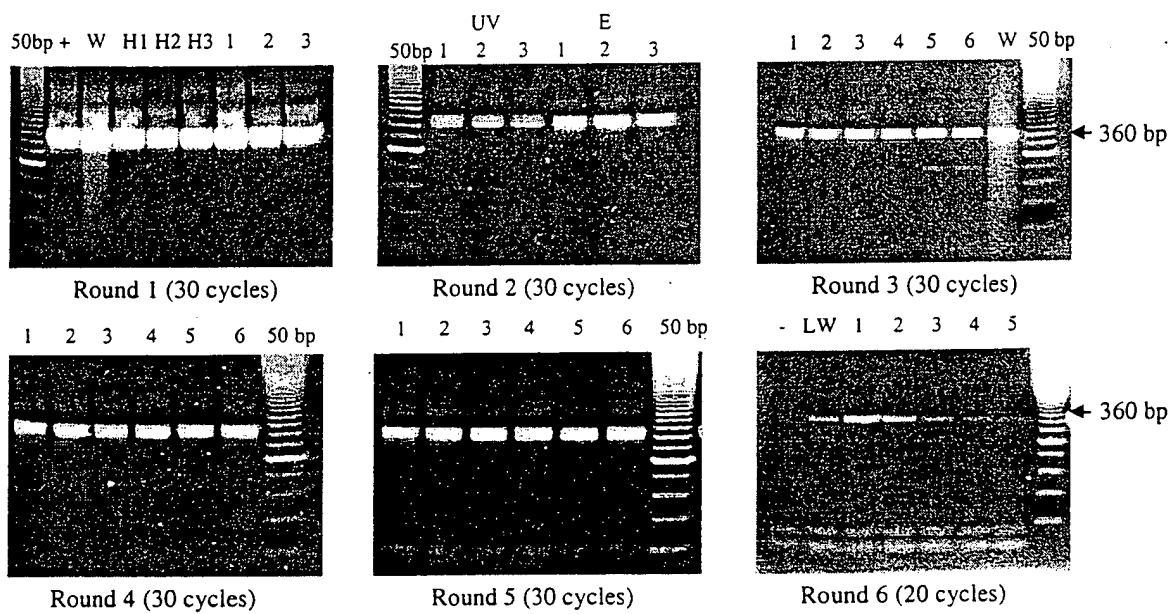 UV E
50bp + W H1 H2 H3 1 2 3
50bp 1 2 3 1 2 3
1 2 3 4 5 6 W 50 bp
360 bp
Round 1 (30 cycles)
Round 2 (30 cycles)
Round 3 (30 cycles)
1 2 3 4 5 6 50 bp
1 2 3 4 5 6 50 bp
- LW 1 2 3 4 5
360 bp
Round 4 (30 cycles)
Round 5 (30 cycles)
Round 6 (20 cycles)